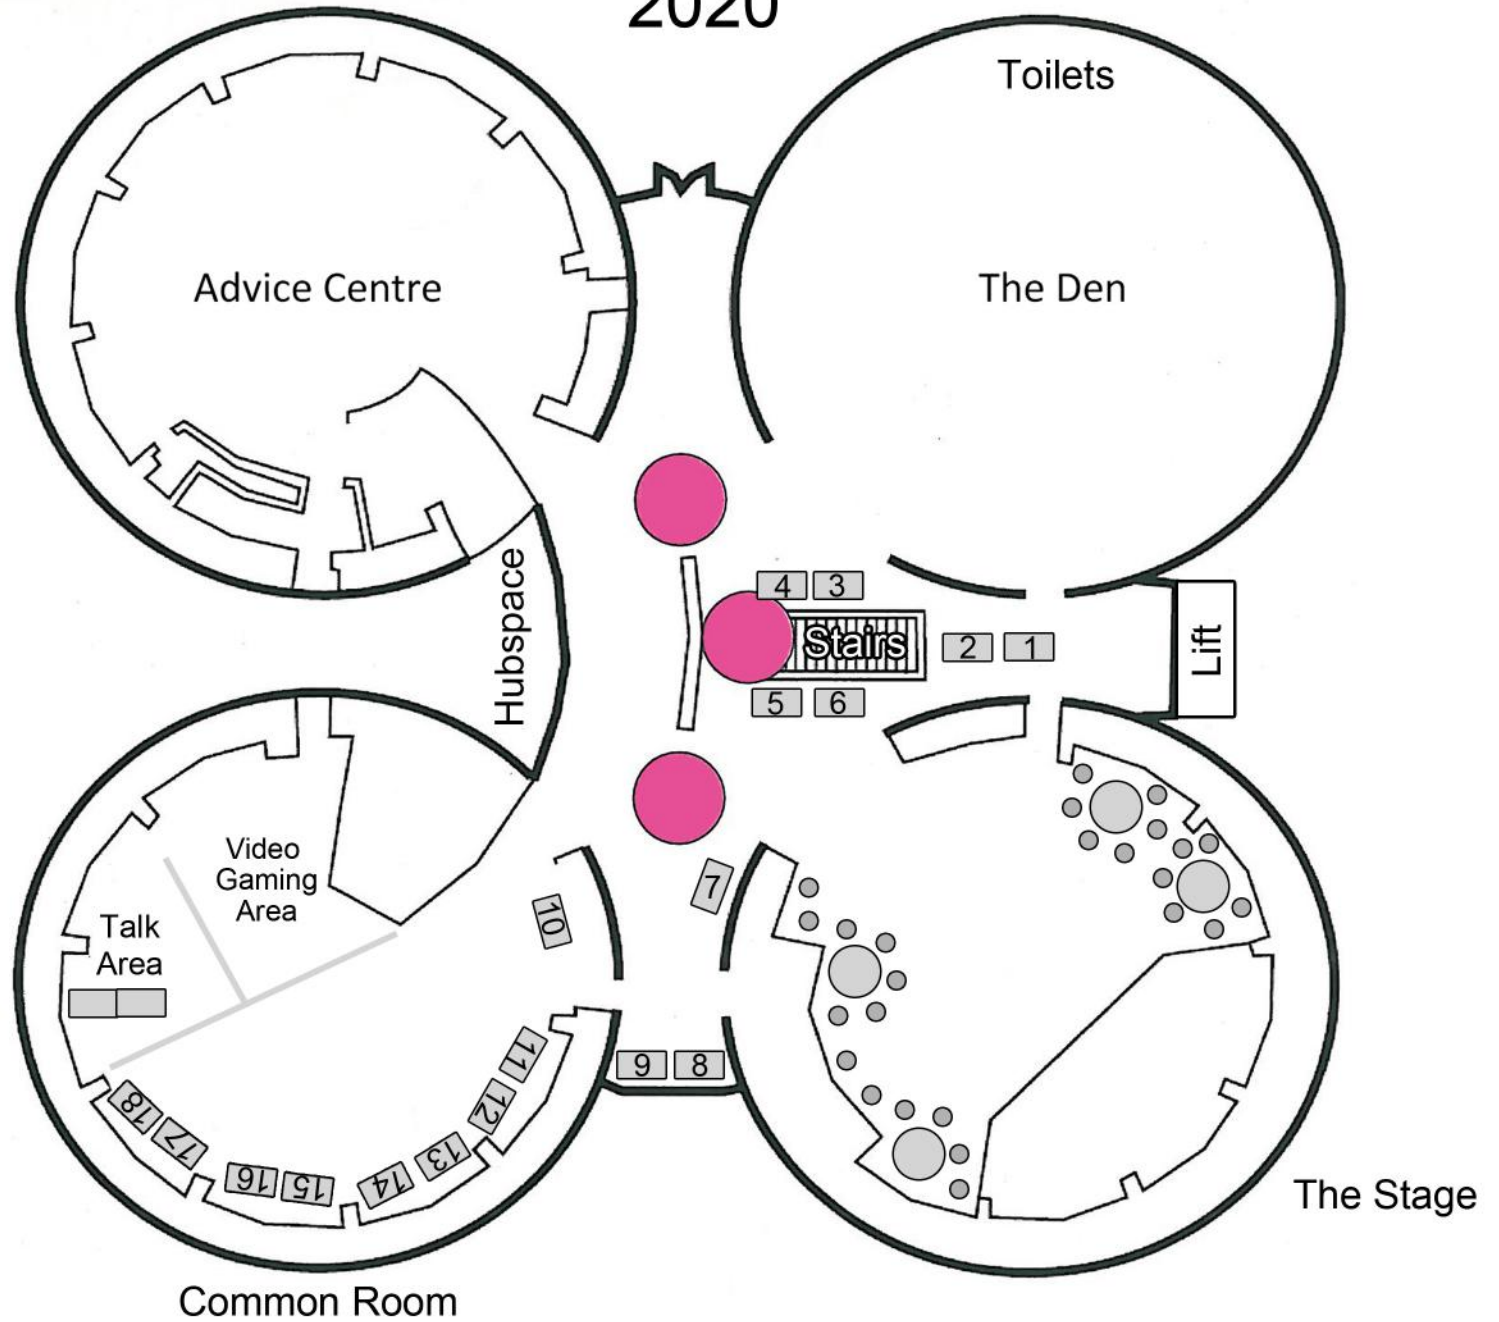 2020
Toilets
Advice Centre
The Den
Hubspace
4
3
Stairs
2
1
Lift
5
6
Video
Gaming
Area
Talk
Area
7
10
11
9
8
12
18
17
13
16
15
14
The Stage
Common Room